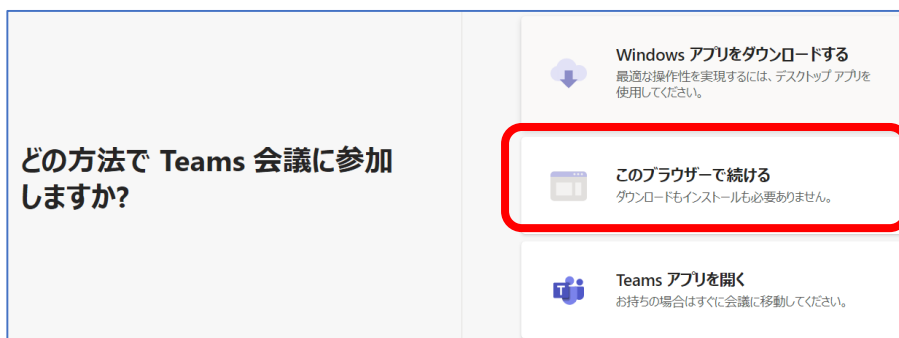 どの方法で Teams 会議に参加
しますか?
Windows アプリをダウンロードする
最適な操作性を実現するには、デスクトップ アプリを
使用してください。
このブラウザーで続ける
ダウンロードもインストールも必要ありません。
Teams アプリを開く
お持ちの場合はすぐに会議に移動してください。